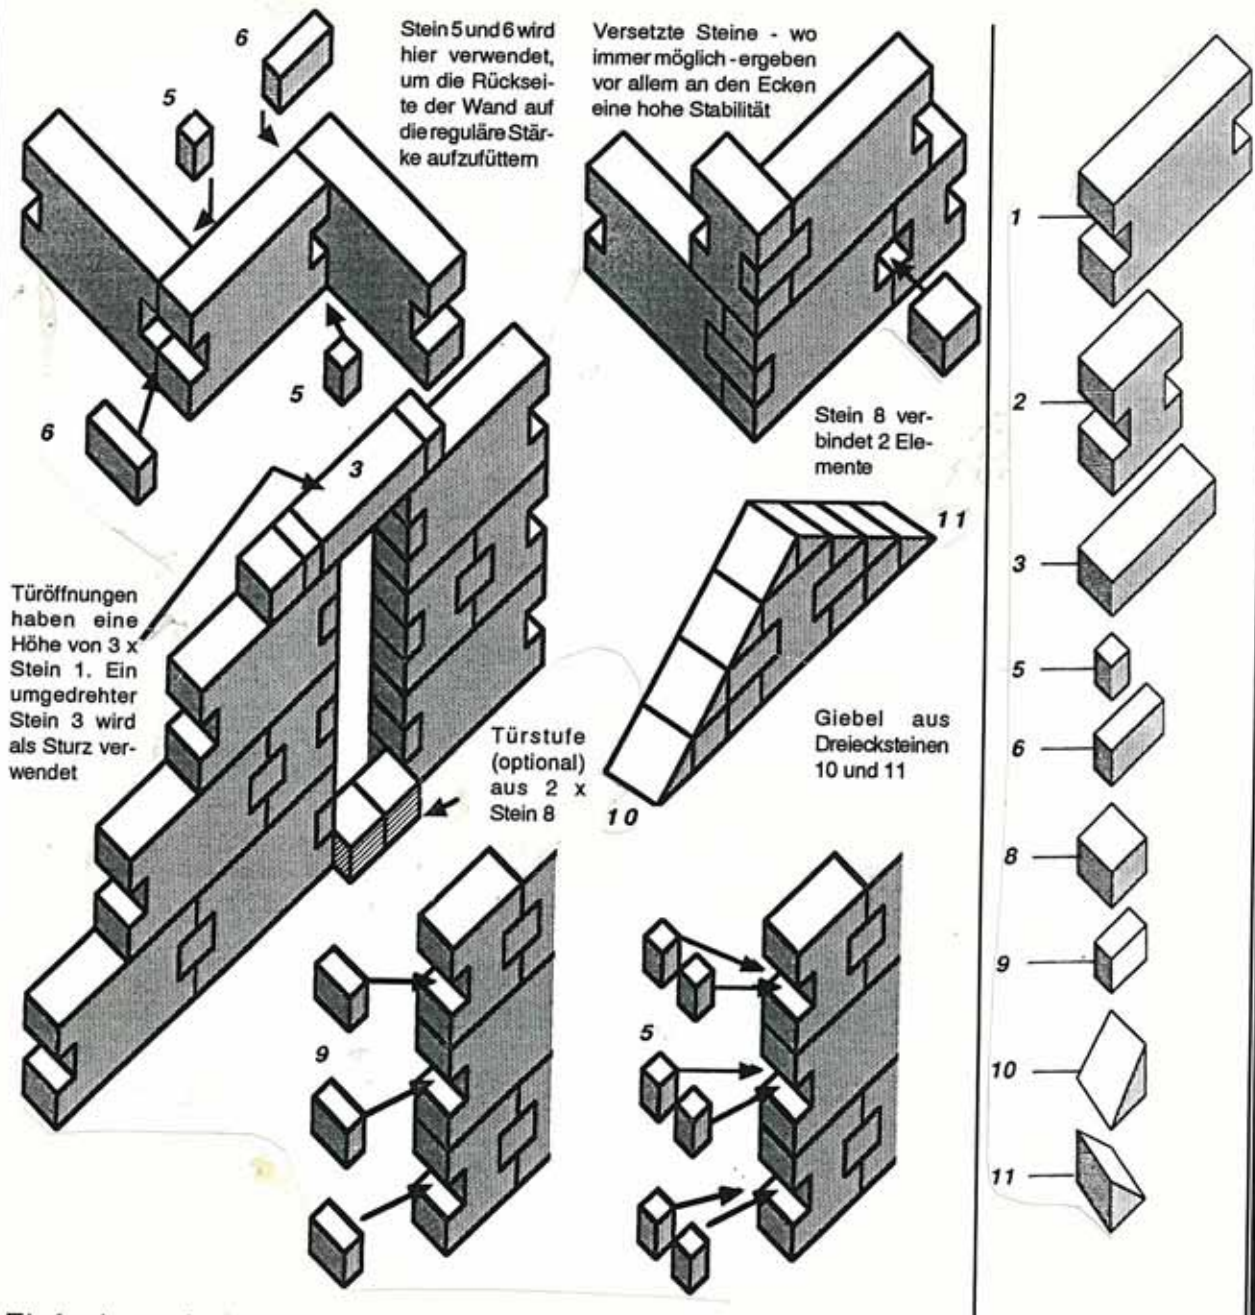 Stein 5 und 6 wird
hier verwendet,
um die Rücksei-
te der Wand auf
die reguläre Stär-
ke aufzufüttern
Versetzte Steine - wo
immer möglich - ergeben
vor allem an den Ecken
eine hohe Stabilität
6
5
5
6
Stein 8 ver-
bindet 2 Ele-
mente
3
11
Türöffnungen
haben eine
Höhe von 3 x
Stein 1. Ein
umgedrehter
Stein 3 wird
als Sturz ver-
wendet
Türstufe
(optional)
aus 2 x
Stein 8
10
Giebel aus
Dreiecksteinen
10 und 11
9
5
1
2
3
5
6
8
9
10
11